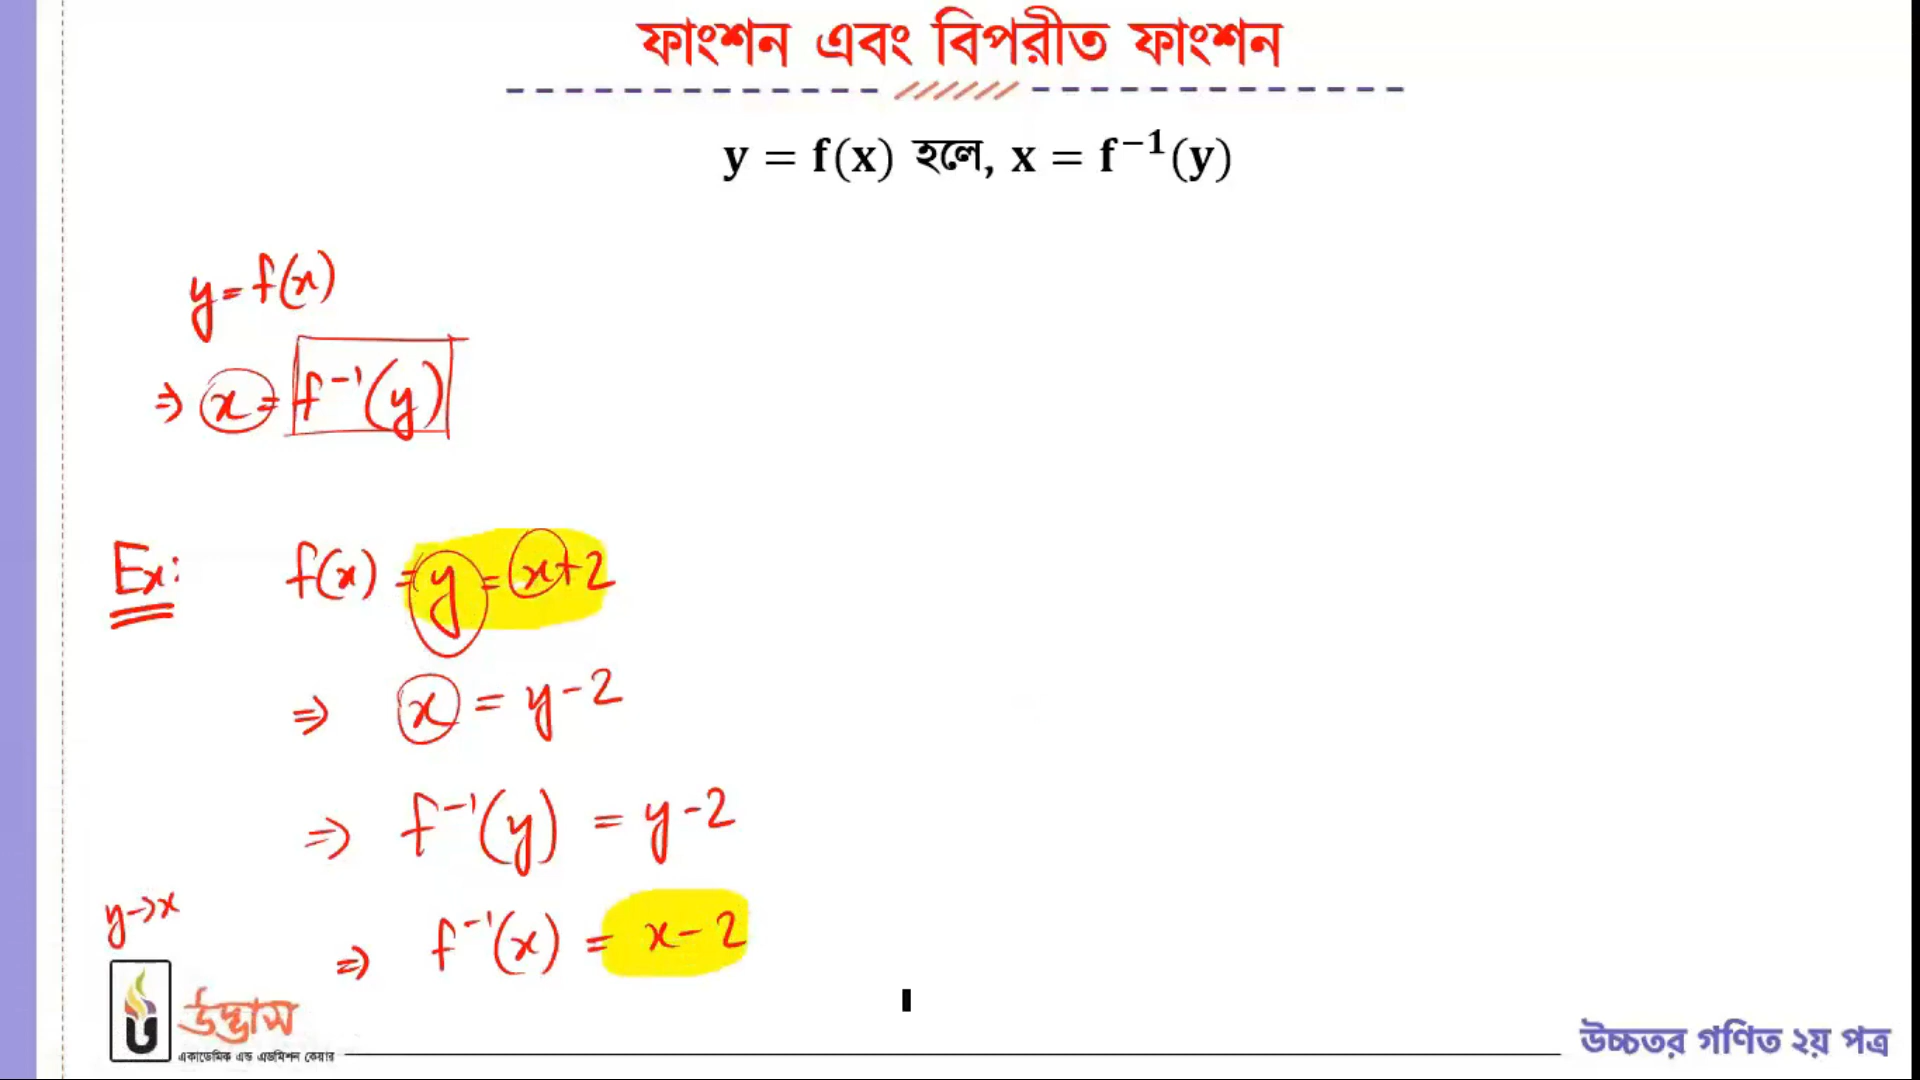 ফাংশন এবং বিপরীত ফাংশন
y = f(x) হলে, x = f⁻¹(y)
y = f(x)
⇒ x = f⁻¹(y)
Ex: f(x) = y = x+2
⇒ x = y-2
⇒ f⁻¹(y) = y-2
y→x
⇒ f⁻¹(x) = x-2
উদ্ভাস
একাডেমিক এন্ড এডমিশন কেয়ার
উচ্চতর গণিত ২য় পত্র